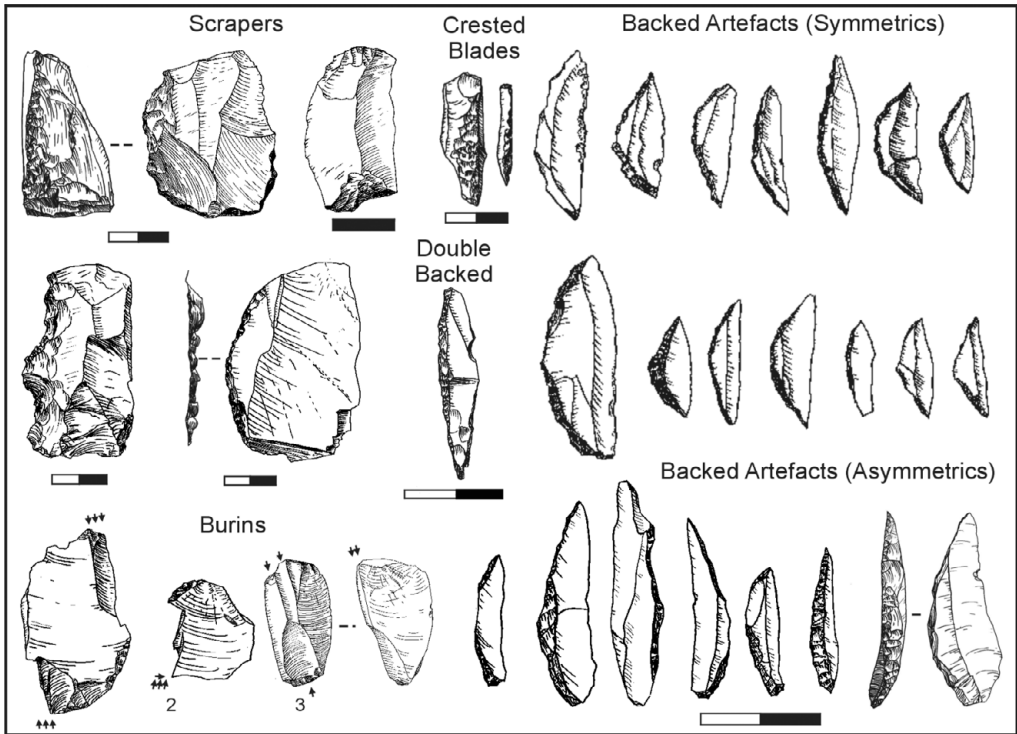 Scrapers
Crested
Blades
Backed Artefacts (Symmetrics)
Double
Backed
Backed Artefacts (Asymmetrics)
Burins
2
3